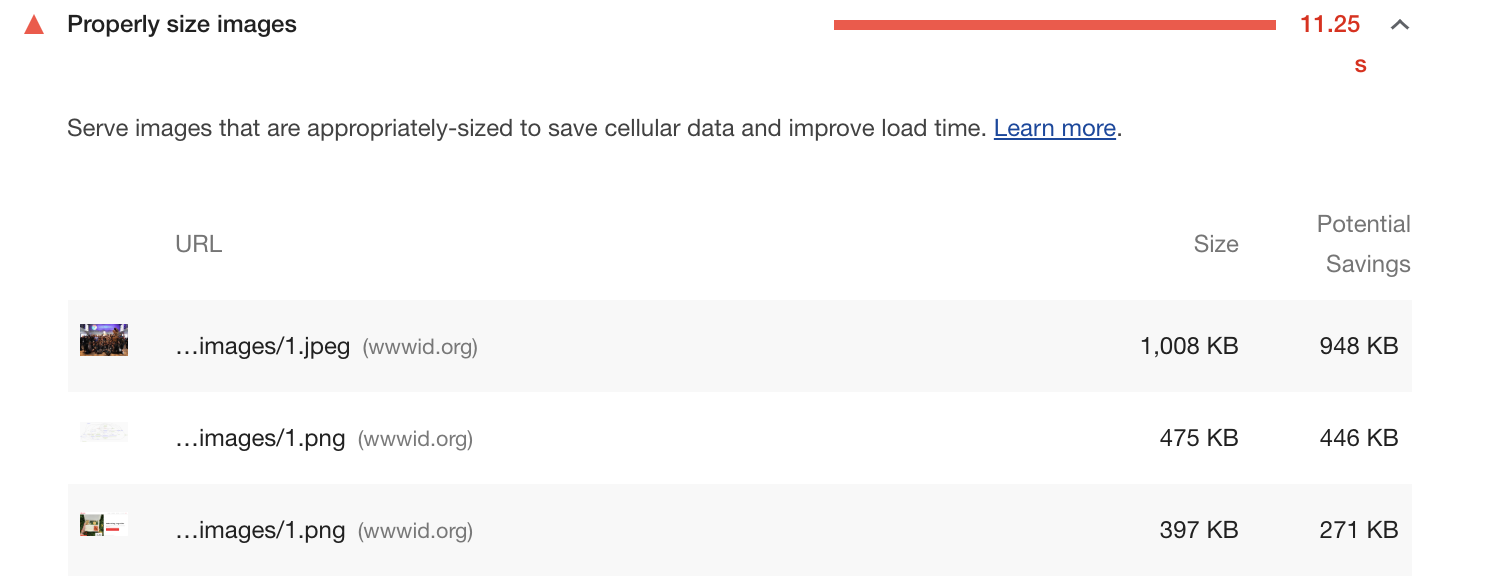 Properly size images 11.25 s
Serve images that are appropriately-sized to save cellular data and improve load time. Learn more.
URL Size Potential Savings
…images/1.jpeg (wwwid.org) 1,008 KB 948 KB
…images/1.png (wwwid.org) 475 KB 446 KB
…images/1.png (wwwid.org) 397 KB 271 KB